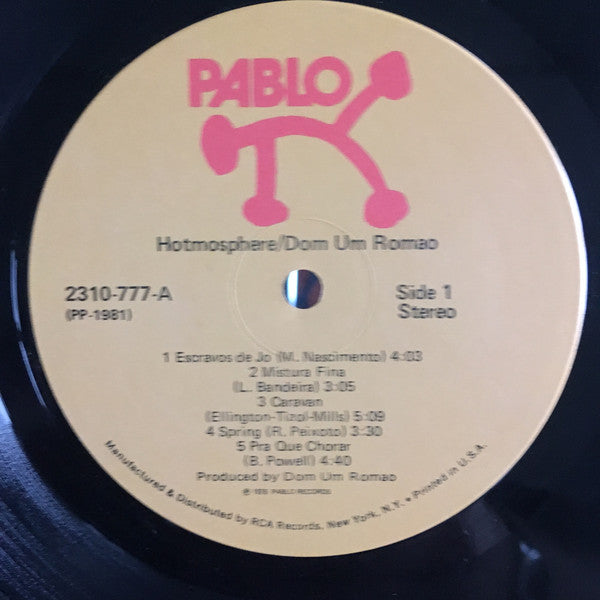 PABLO
Hotmosphere/Dom Um Romao
2310-777-A
(PP-1981)
Side 1
Stereo
1 Escravos de Jo (M. Nascimento) 4:03
2 Mistura Fina
(L. Bandeira) 3:05
3 Caravan
(Ellington-Tizol-Mills) 5:09
4 Spring (R. Peixoto) 3:30
5 Pra Que Chorar
(B. Powell) 4:40
Produced by Dom Um Romao
PABLO RECORDS
Manufactured & Distributed by RCA Records, New York, N.Y. • Printed in U.S.A.